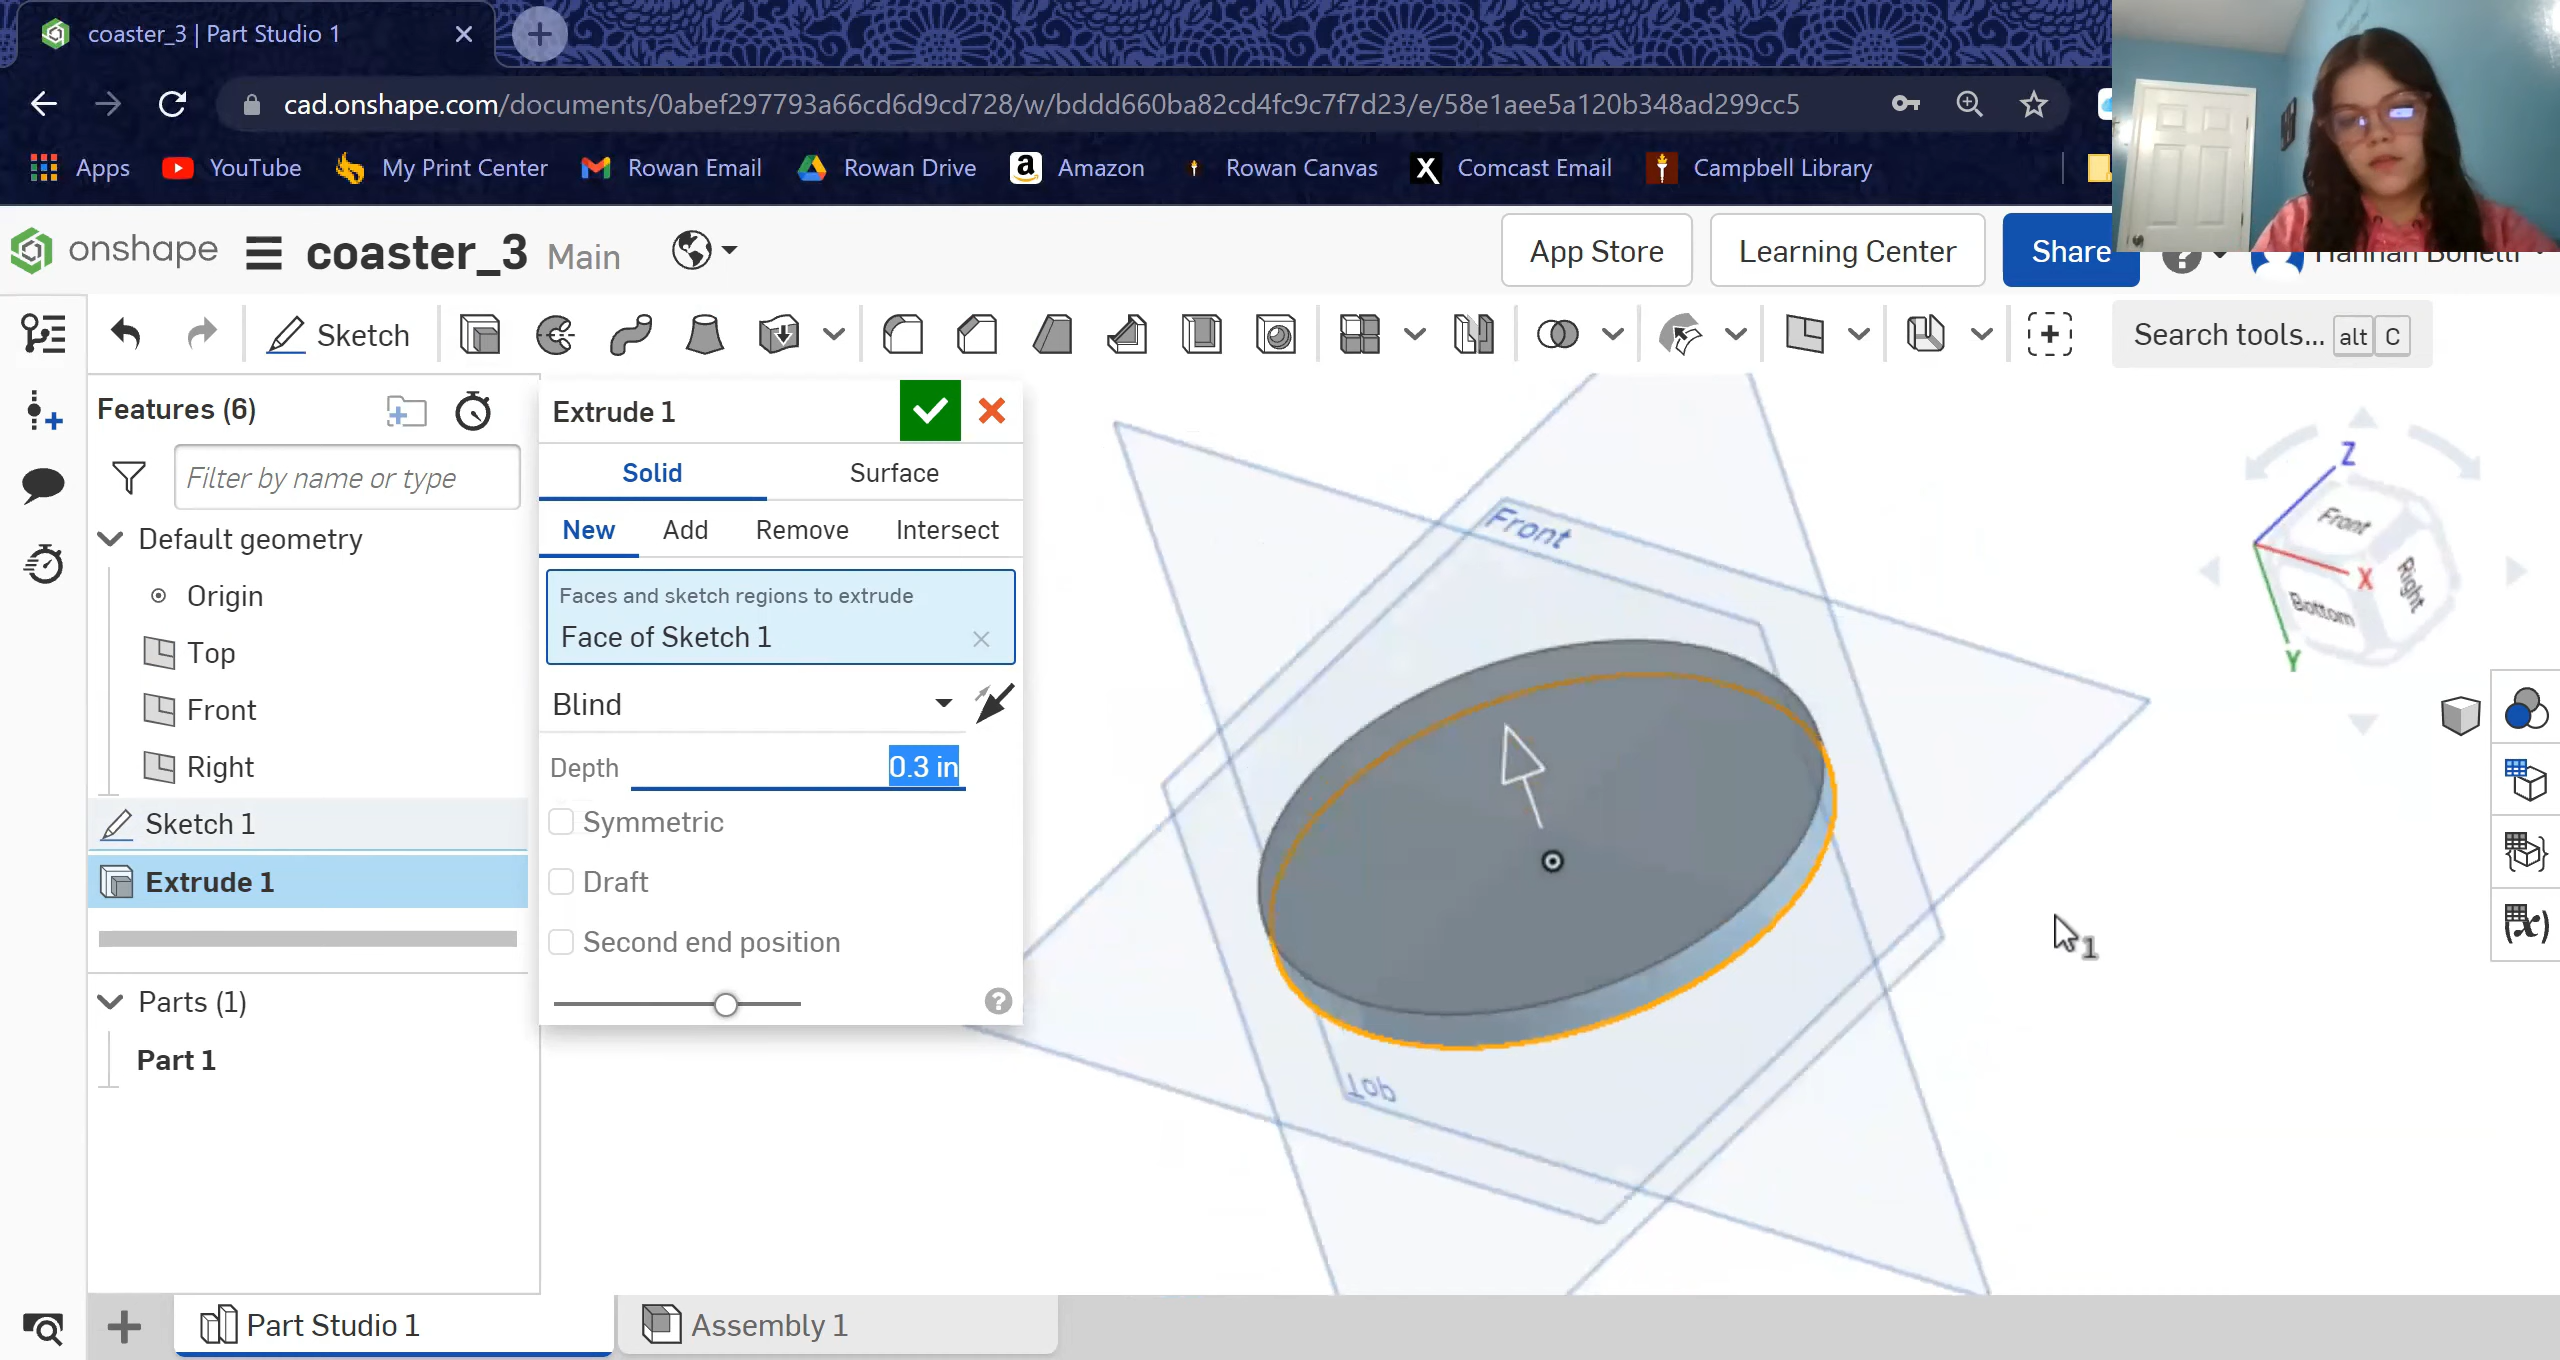 coaster_3 | Part Studio 1
cad.onshape.com/documents/0abef297793a66cd6d9cd728/w/bddd660ba82cd4fc9c7f7d23/e/58e1aee5a120b348ad299cc5
Apps YouTube My Print Center Rowan Email Rowan Drive Amazon Rowan Canvas Comcast Email Campbell Library
onshape coaster_3 Main App Store Learning Center Share Hannah Bonetti
Sketch Search tools... alt C
Features (6)
Filter by name or type
Default geometry
Origin
Top
Front
Right
Sketch 1
Extrude 1
Parts (1)
Part 1
Extrude 1
Solid Surface
New Add Remove Intersect
Faces and sketch regions to extrude
Face of Sketch 1
Blind
Depth 0.3 in
Symmetric
Draft
Second end position
Front
Top
Z
Front
X
Right
Bottom
Y
1
(x)
Part Studio 1 Assembly 1